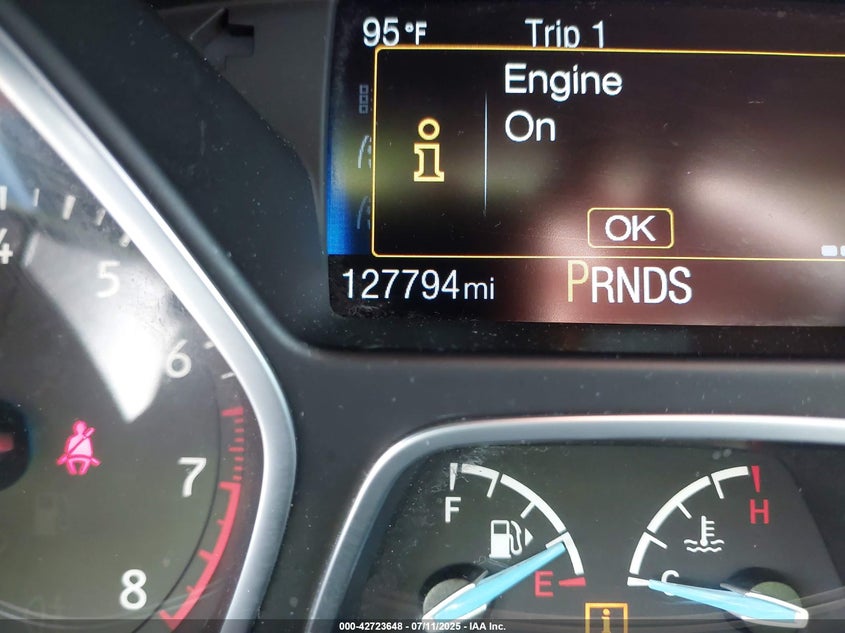 95°F Trip 1
Engine
On
OK
127794mi PRNDS
4
5
6
7
8
F
E
H
C
i
000-42723648 - 07/11/2025 - IAA Inc.